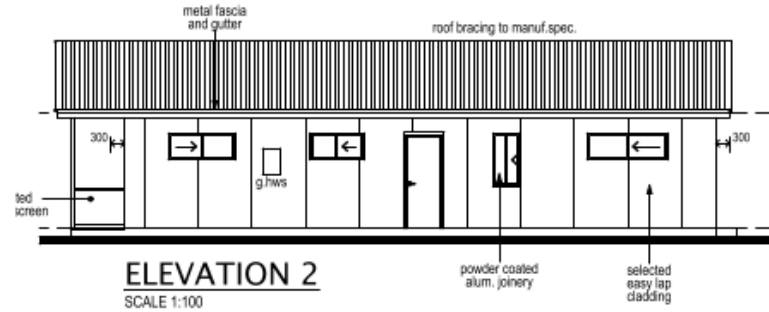 metal fascia
and gutter
roof bracing to manuf.spec.
300
300
g.hws
ted
screen
powder coated
alum. joinery
selected
easy lap
cladding
ELEVATION 2
SCALE 1:100